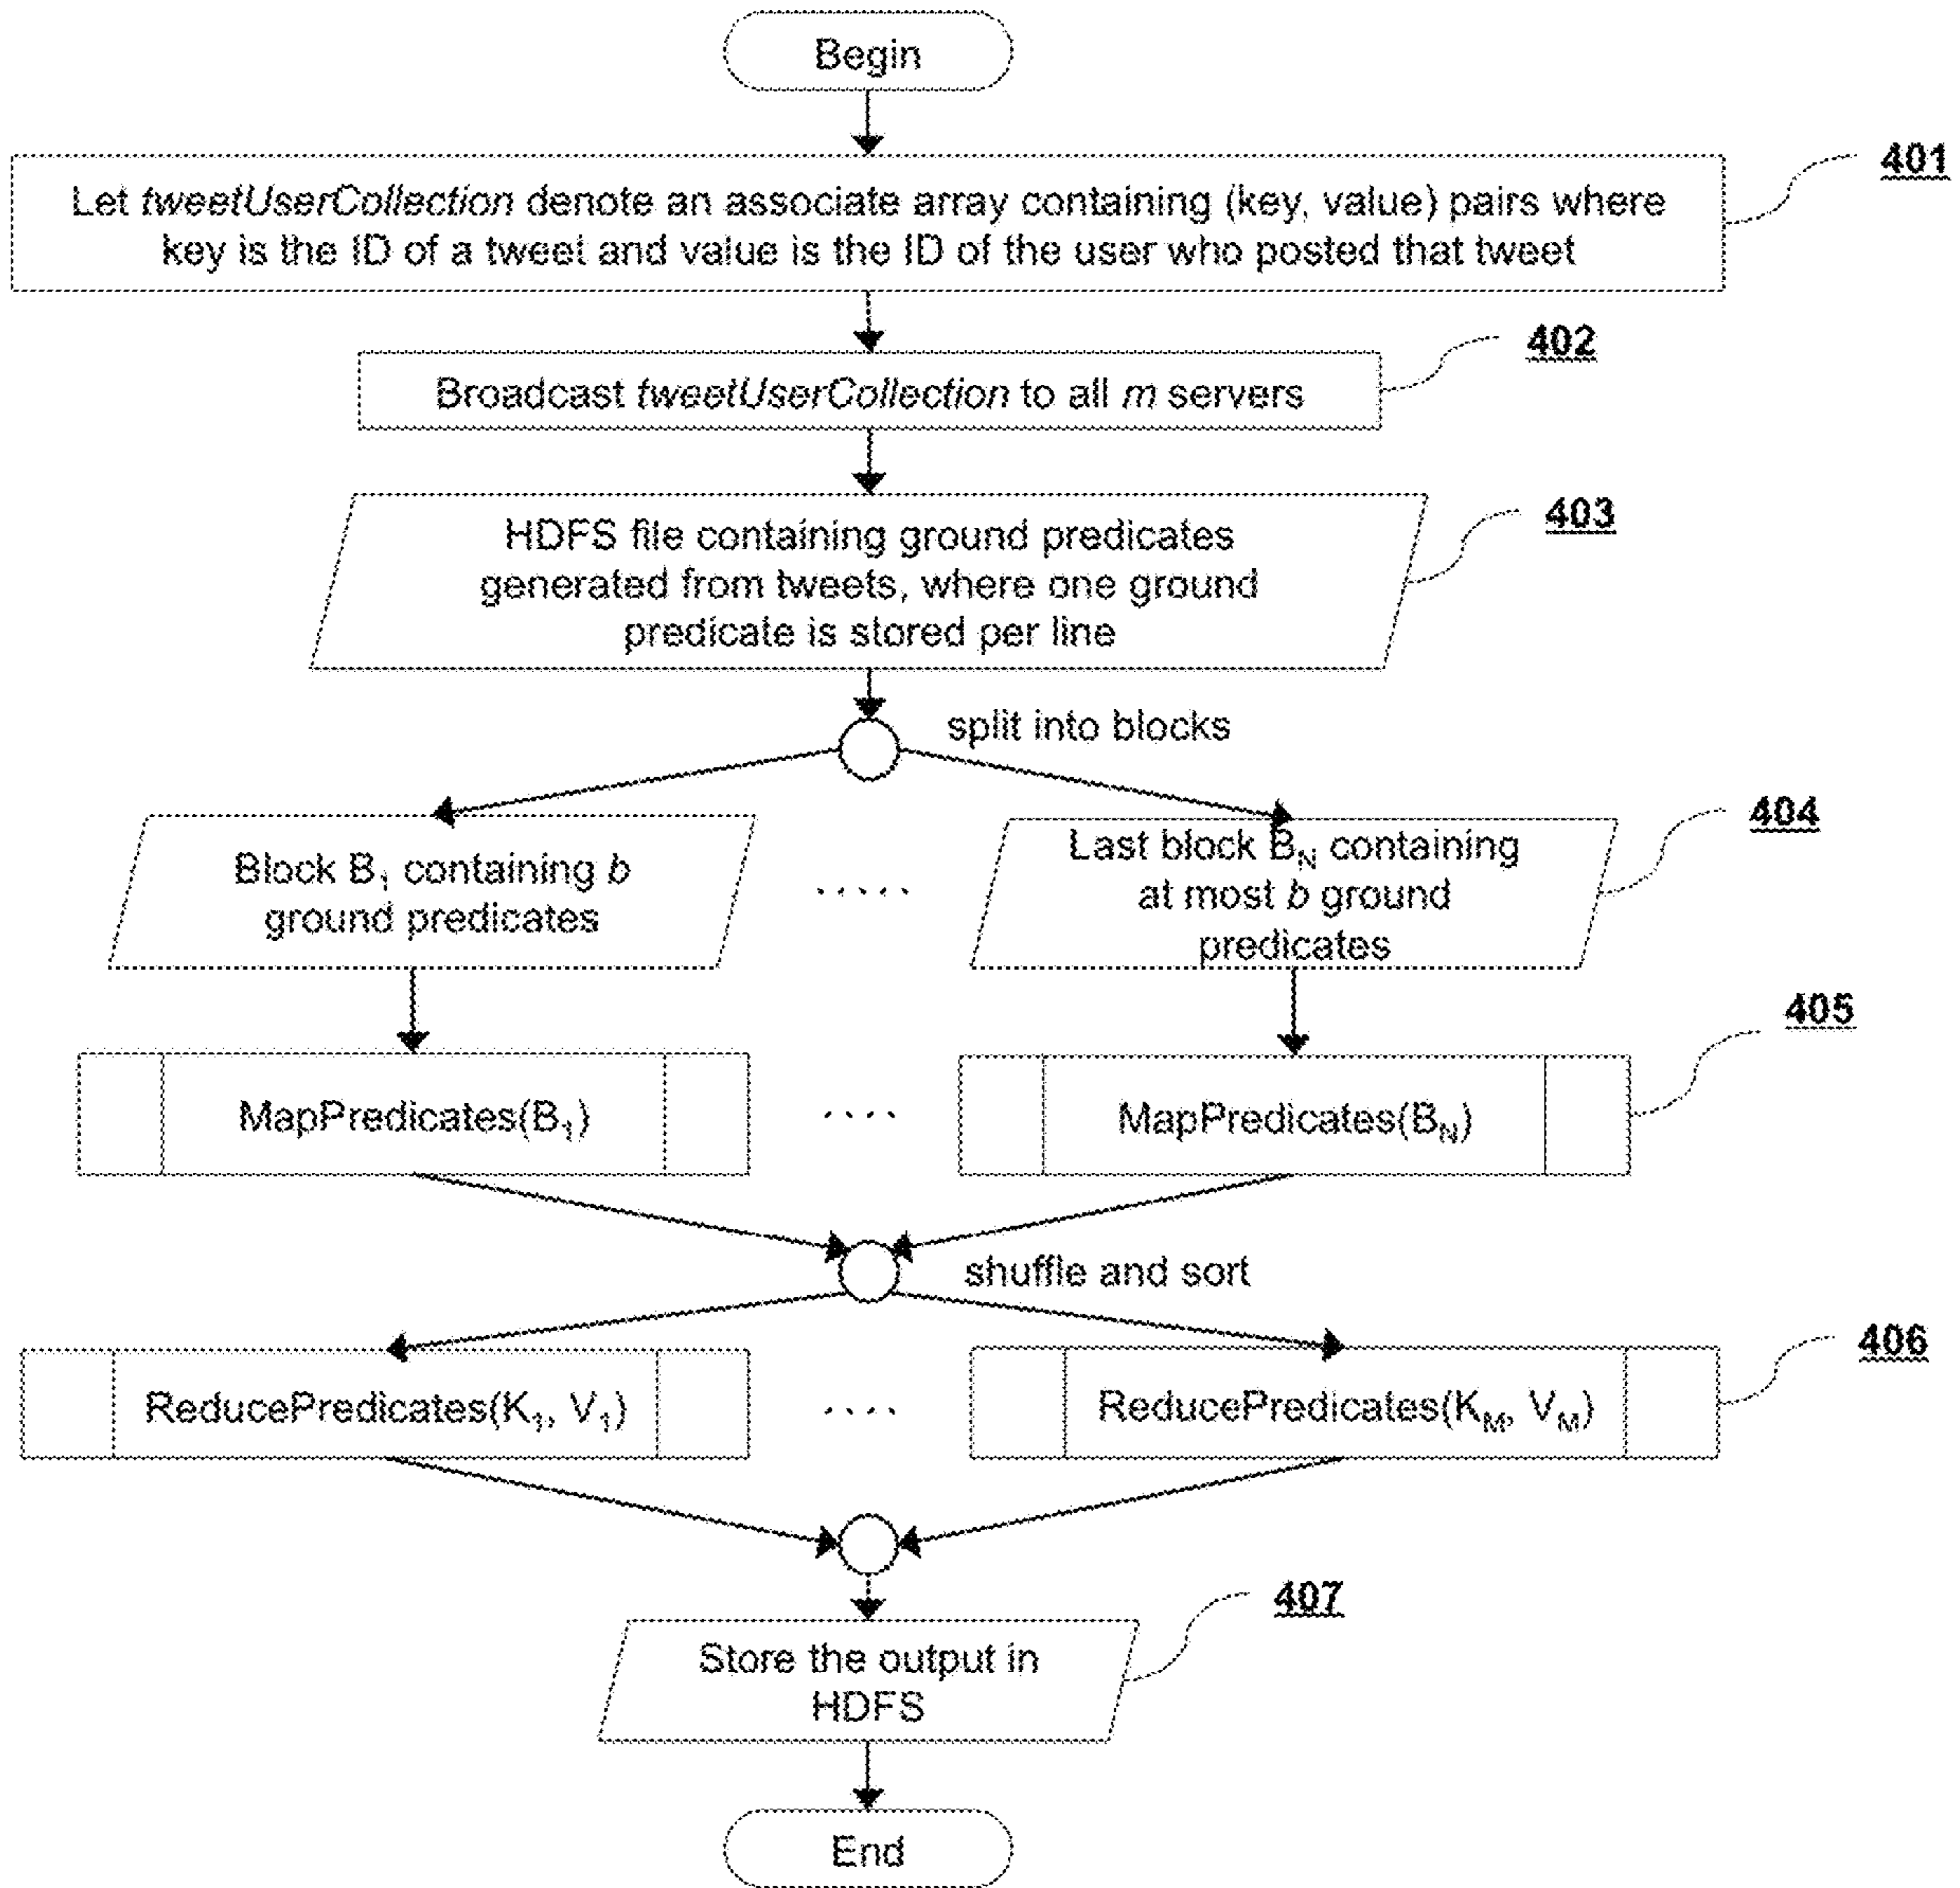 Begin
401
Let tweetUserCollection denote an associate array containing (key, value) pairs where
key is the ID of a tweet and value is the ID of the user who posted that tweet
402
Broadcast tweetUserCollection to all m servers
403
HDFS file containing ground predicates
generated from tweets, where one ground
predicate is stored per line
split into blocks
404
Block B₁ containing b
ground predicates
.....
Last block B_N containing
at most b ground
predicates
405
MapPredicates(B₁)
....
MapPredicates(B_N)
shuffle and sort
406
ReducePredicates(K₁, V₁)
....
ReducePredicates(K_M, V_M)
407
Store the output in
HDFS
End